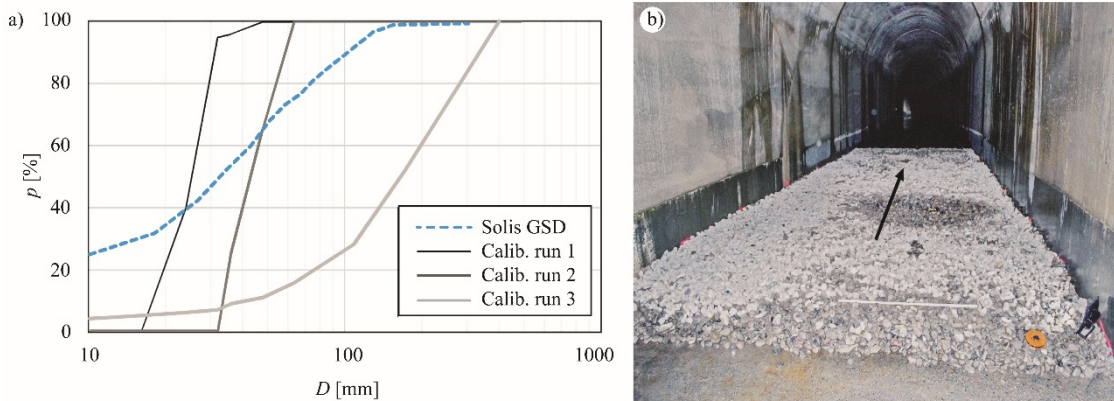 a)
100
80
60
40
20
0
p [%]
10
100
1000
D [mm]
Solis GSD
Calib. run 1
Calib. run 2
Calib. run 3
b)